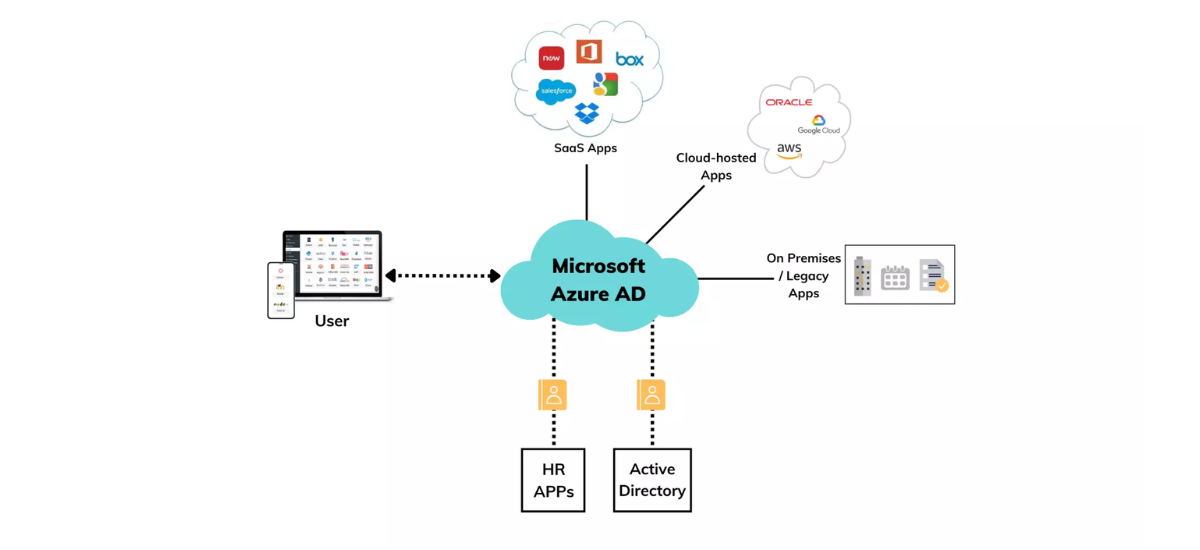 now
box
salesforce
SaaS Apps
ORACLE
Google Cloud
aws
Cloud-hosted
Apps
On Premises
/ Legacy
Apps
Microsoft
Azure AD
User
HR
APPs
Active
Directory